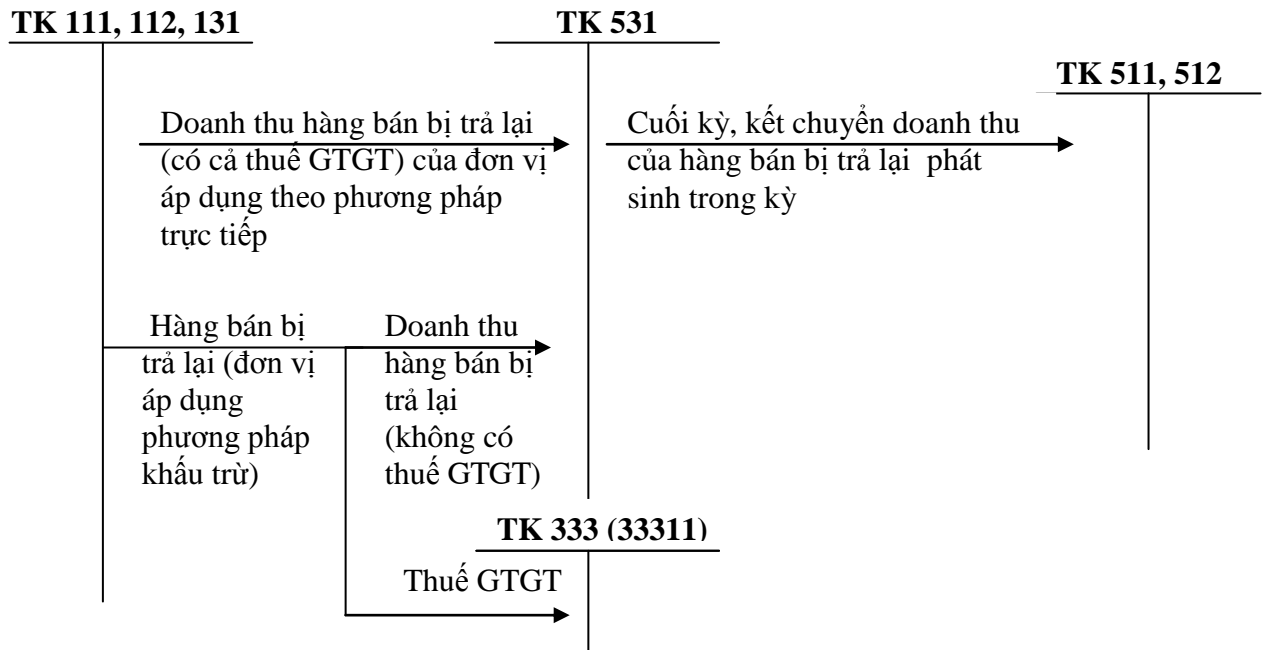 TK 111, 112, 131
TK 531
TK 511, 512
Doanh thu hàng bán bị trả lại
(có cả thuế GTGT) của đơn vị
áp dụng theo phương pháp
trực tiếp
Cuối kỳ, kết chuyển doanh thu
của hàng bán bị trả lại phát
sinh trong kỳ
Hàng bán bị
trả lại (đơn vị
áp dụng
phương pháp
khấu trừ)
Doanh thu
hàng bán bị
trả lại
(không có
thuế GTGT)
TK 333 (33311)
Thuế GTGT